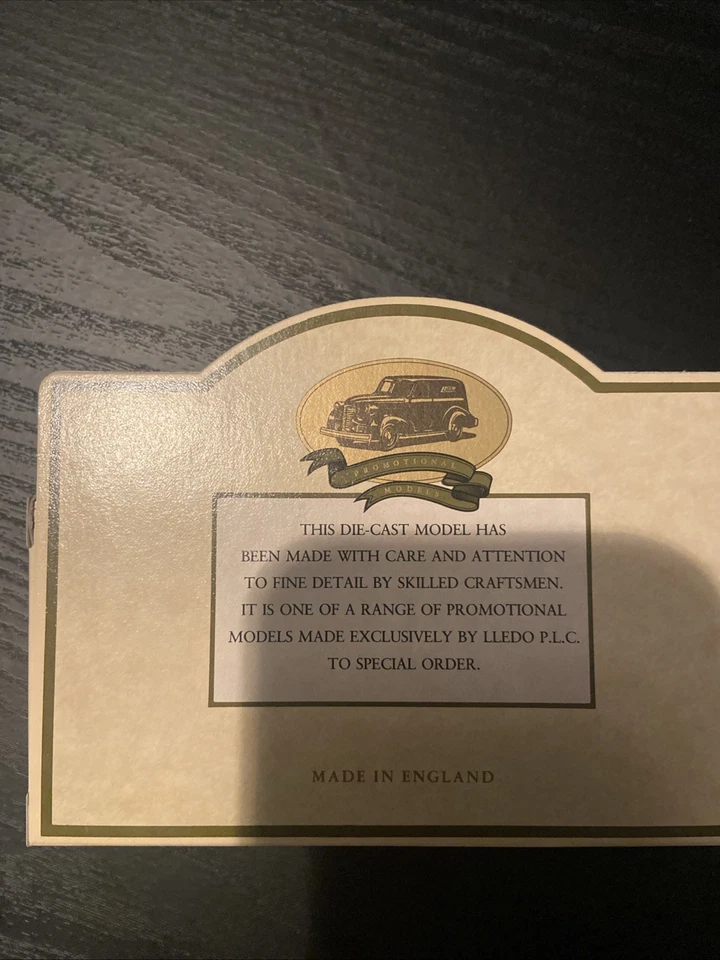 PROMOTIONAL
MODELS
THIS DIE-CAST MODEL HAS
BEEN MADE WITH CARE AND ATTENTION
TO FINE DETAIL BY SKILLED CRAFTSMEN.
IT IS ONE OF A RANGE OF PROMOTIONAL
MODELS MADE EXCLUSIVELY BY LLEDO P.L.C.
TO SPECIAL ORDER.
MADE IN ENGLAND